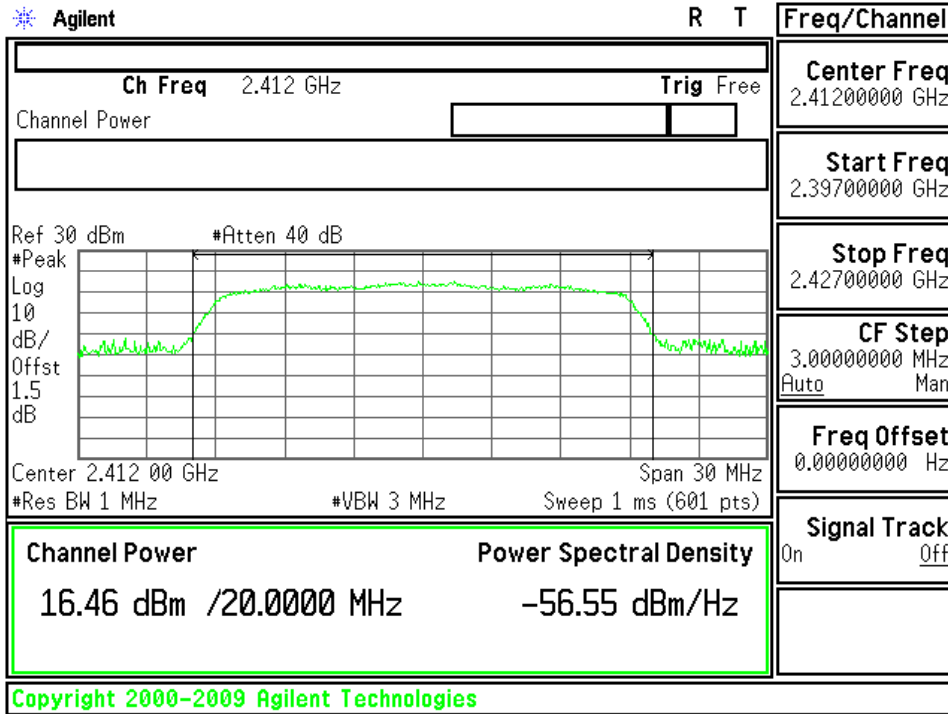 Agilent R T
Ch Freq 2.412 GHz Trig Free
Channel Power
Ref 30 dBm #Atten 40 dB
#Peak
Log
10
dB/
Offst
1.5
dB
Center 2.412 00 GHz Span 30 MHz
#Res BW 1 MHz #VBW 3 MHz Sweep 1 ms (601 pts)
Channel Power Power Spectral Density
16.46 dBm /20.0000 MHz -56.55 dBm/Hz
Copyright 2000-2009 Agilent Technologies
Freq/Channel
Center Freq
2.41200000 GHz
Start Freq
2.39700000 GHz
Stop Freq
2.42700000 GHz
CF Step
3.00000000 MHz
Auto Man
Freq Offset
0.00000000 Hz
Signal Track
On Off